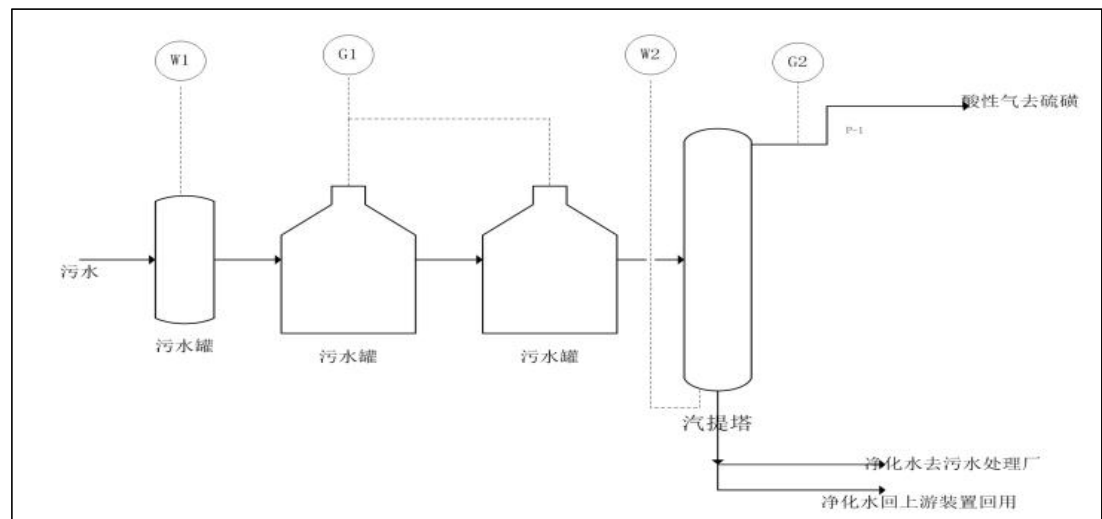 W1
G1
W2
G2
酸性气去硫磺
P-1
污水
污水罐
污水罐
污水罐
汽提塔
净化水去污水处理厂
净化水回上游装置回用